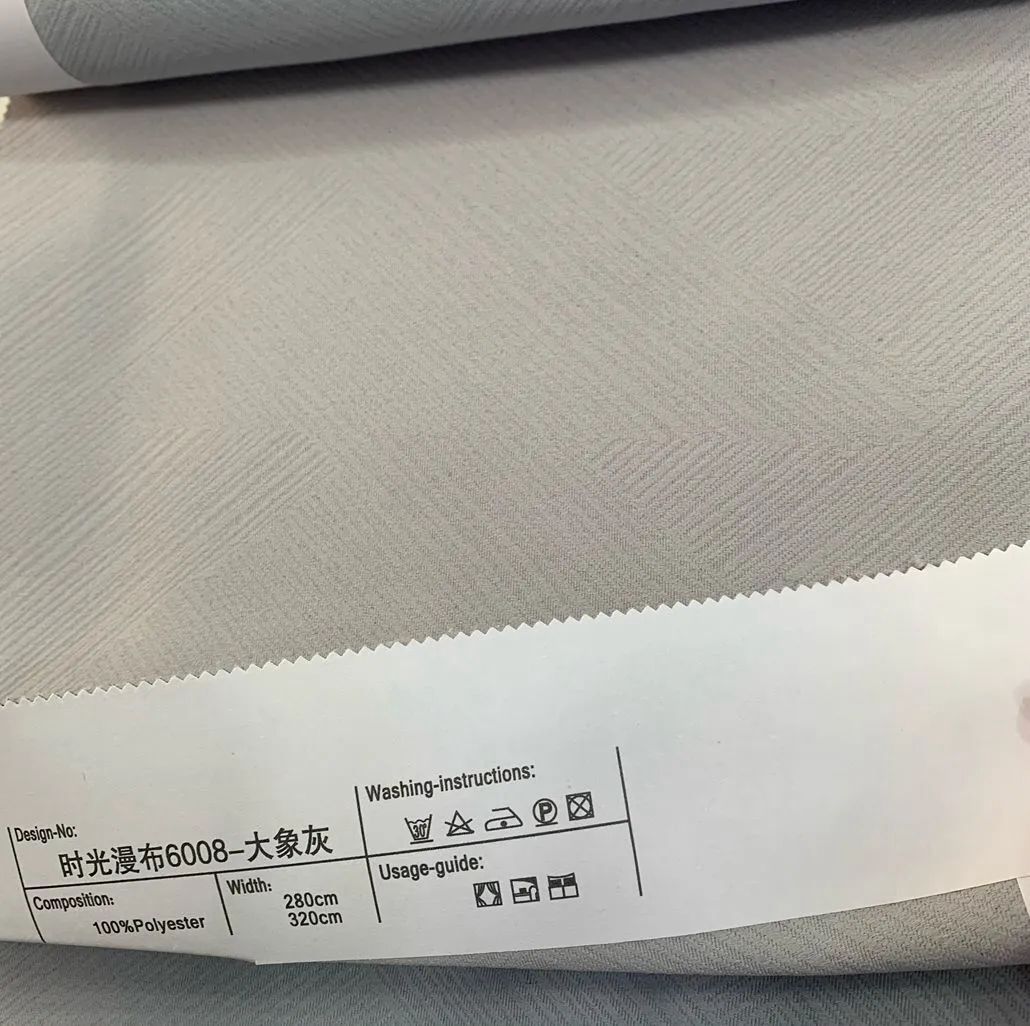 Design-No:
时光漫布6008-大象灰
Composition:
100%Polyester
Width:
280cm
320cm
Washing-instructions:
30°
P
Usage-guide: